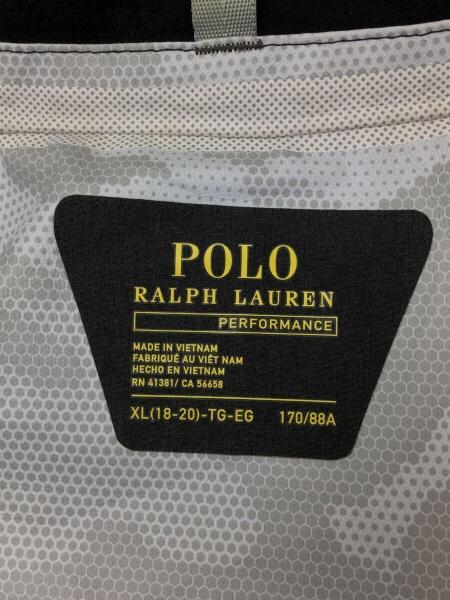 POLO
RALPH LAUREN
PERFORMANCE
MADE IN VIETNAM
FABRIQUÉ AU VIÊT NAM
HECHO EN VIETNAM
RN 41381/ CA 56658
XL(18-20)-TG-EG 170/88A